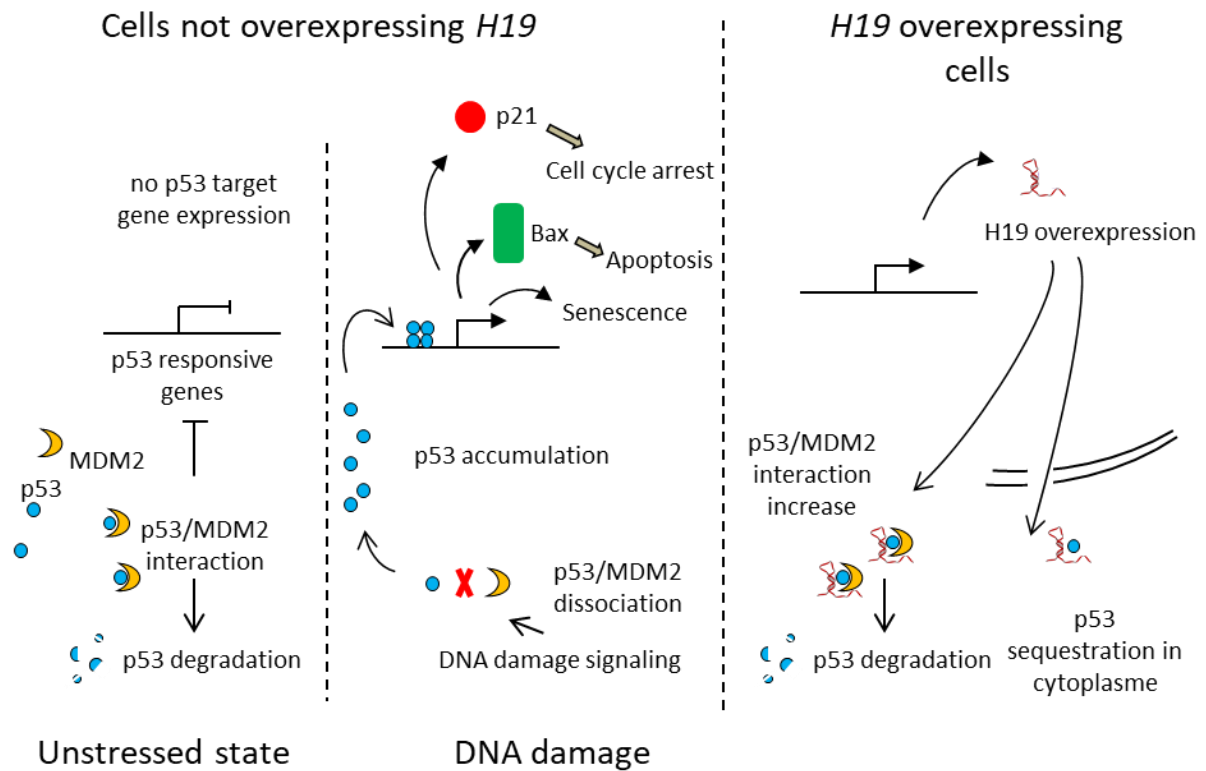 Cells not overexpressing H19
H19 overexpressing
cells
no p53 target
gene expression
p53 responsive
genes
MDM2
p53
p53/MDM2
interaction
p53 degradation
Unstressed state
p21
Cell cycle arrest
Bax
Apoptosis
Senescence
p53 accumulation
p53/MDM2
dissociation
DNA damage signaling
DNA damage
H19 overexpression
p53/MDM2
interaction
increase
p53 degradation
p53
sequestration in
cytoplasme